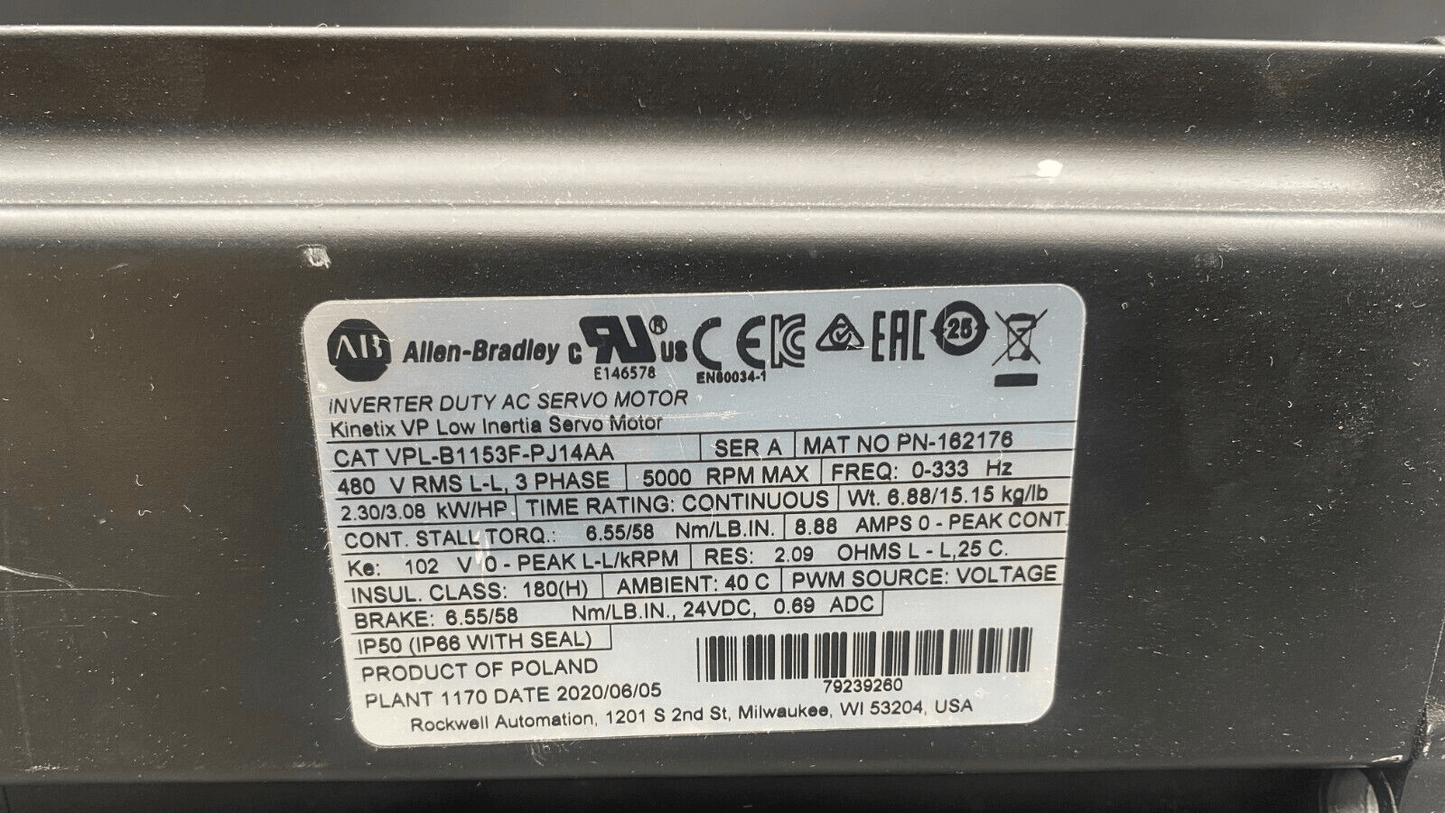 AB Allen-Bradley c RU® US CE KC EAC 25
E146578 EN60034-1
INVERTER DUTY AC SERVO MOTOR
Kinetix VP Low Inertia Servo Motor
CAT VPL-B1153F-PJ14AA SER A MAT NO PN-162176
480 V RMS L-L, 3 PHASE 5000 RPM MAX FREQ: 0-333 Hz
2.30/3.08 kW/HP TIME RATING: CONTINUOUS Wt. 6.88/15.15 kg/lb
CONT. STALL TORQ.: 6.55/58 Nm/LB.IN. 8.88 AMPS 0 - PEAK CONT.
Ke: 102 V 0 - PEAK L-L/kRPM RES: 2.09 OHMS L - L,25 C.
INSUL. CLASS: 180(H) AMBIENT: 40 C PWM SOURCE: VOLTAGE
BRAKE: 6.55/58 Nm/LB.IN., 24VDC, 0.69 ADC
IP50 (IP66 WITH SEAL)
PRODUCT OF POLAND
PLANT 1170 DATE 2020/06/05
79239260
Rockwell Automation, 1201 S 2nd St, Milwaukee, WI 53204, USA